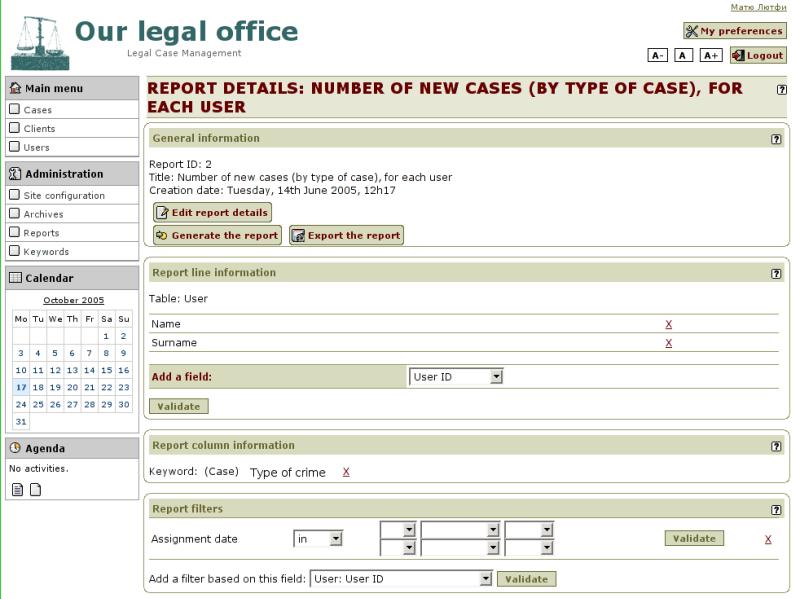 Матю Лютфи
Our legal office
Legal Case Management
My preferences
A- A A+ Logout
Main menu
Cases
Clients
Users
Administration
Site configuration
Archives
Reports
Keywords
Calendar
October 2005
Mo Tu We Th Fr Sa Su
1 2
3 4 5 6 7 8 9
10 11 12 13 14 15 16
17 18 19 20 21 22 23
24 25 26 27 28 29 30
31
Agenda
No activities.
REPORT DETAILS: NUMBER OF NEW CASES (BY TYPE OF CASE), FOR
EACH USER
?
General information ?
Report ID: 2
Title: Number of new cases (by type of case), for each user
Creation date: Tuesday, 14th June 2005, 12h17
Edit report details
Generate the report Export the report
Report line information ?
Table: User
Name X
Surname X
Add a field: User ID
Validate
Report column information ?
Keyword: (Case) Type of crime X
Report filters ?
Assignment date in Validate X
Add a filter based on this field: User: User ID Validate